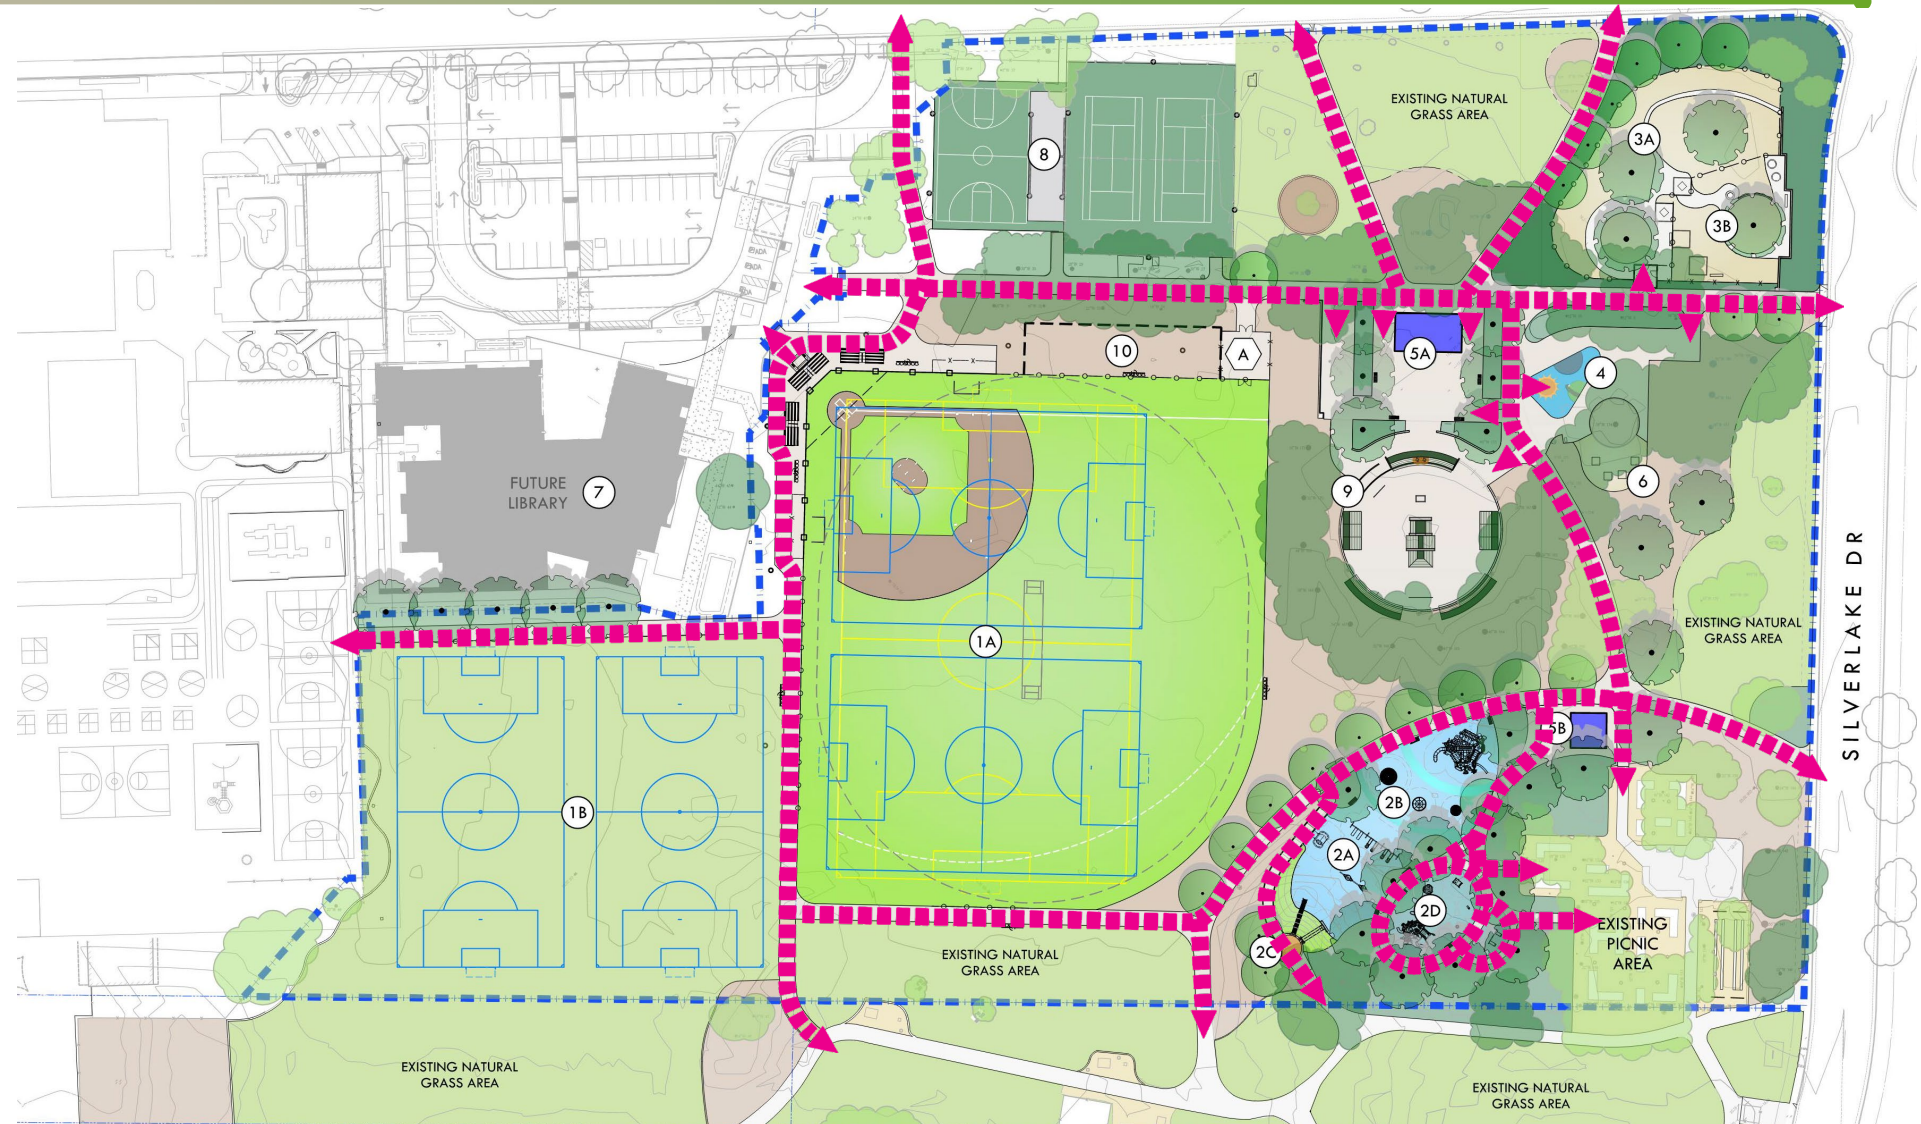 EXISTING NATURAL
GRASS AREA
8
3A
3B
10
A
5A
4
FUTURE
LIBRARY
7
9
6
1A
EXISTING NATURAL
GRASS AREA
SILVERLAKE DR
5B
1B
2B
2A
2D
2C
EXISTING
PICNIC
AREA
EXISTING NATURAL
GRASS AREA
EXISTING NATURAL
GRASS AREA
EXISTING NATURAL
GRASS AREA